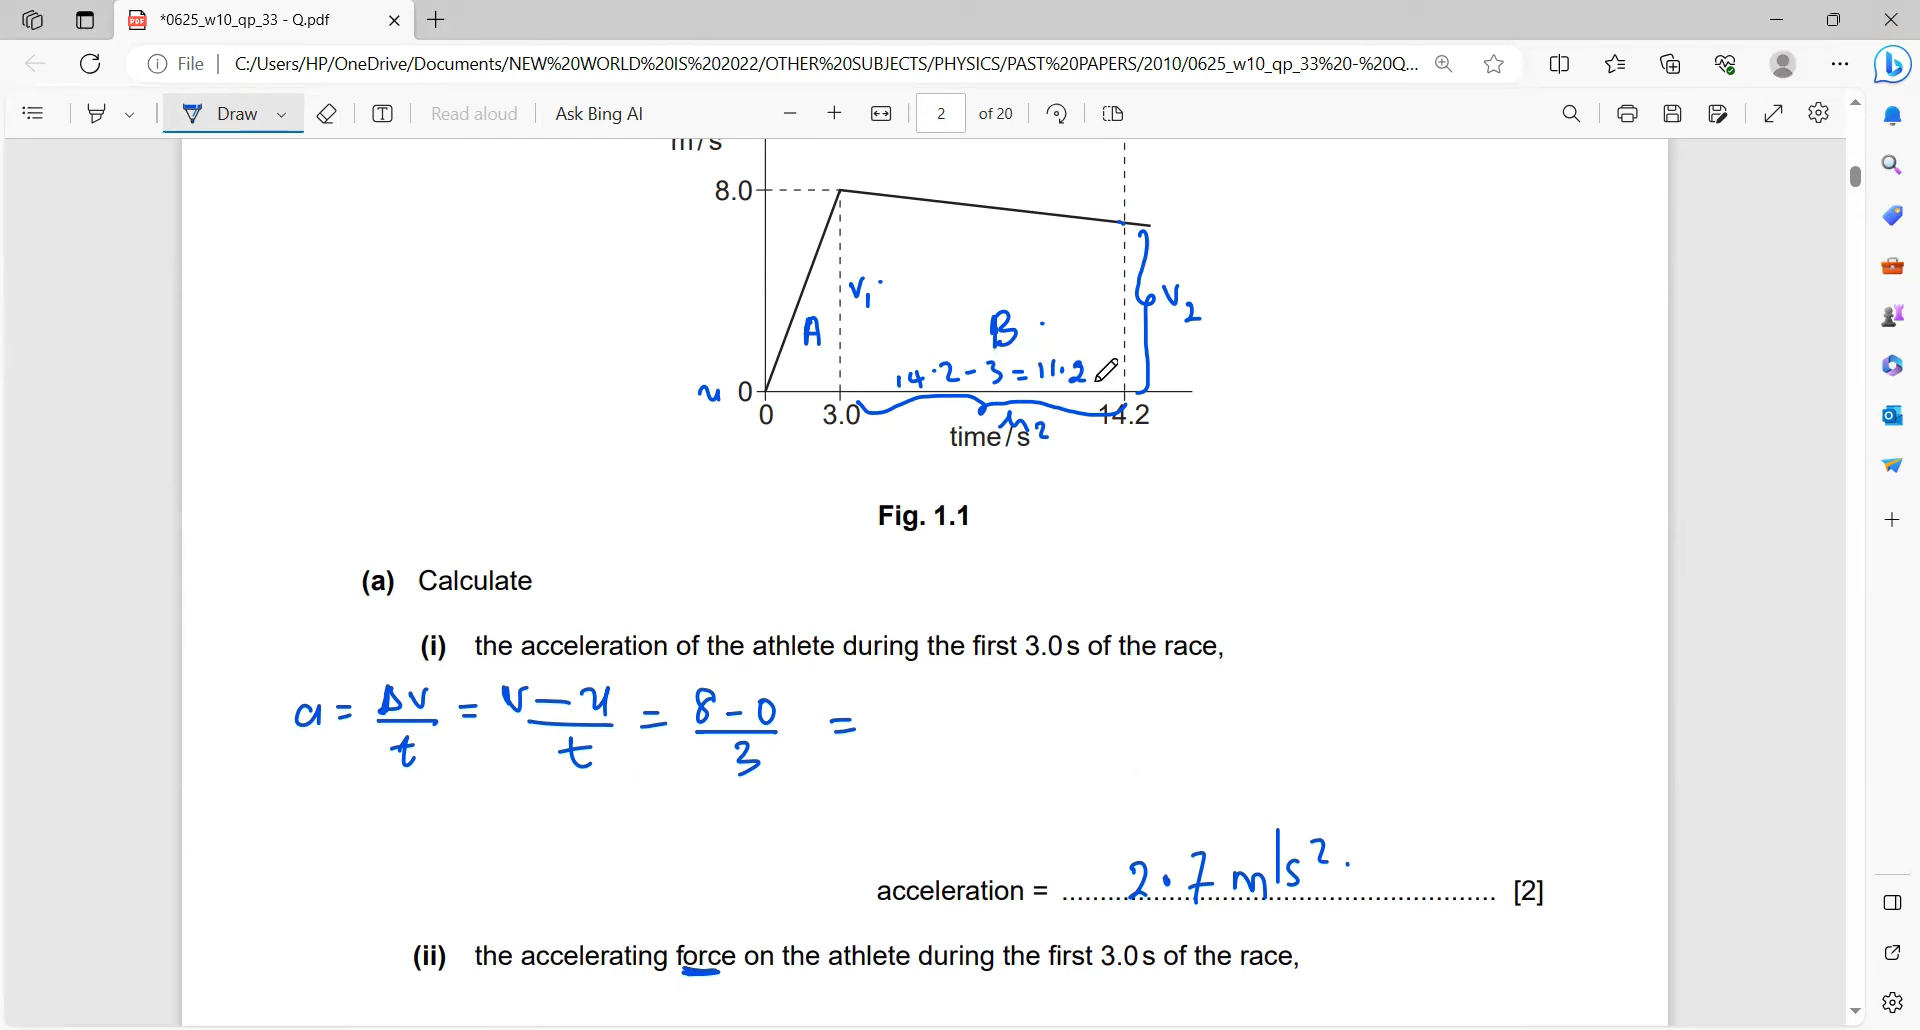 *0625_w10_qp_33 - Q.pdf
File
C:/Users/HP/OneDrive/Documents/NEW%20WORLD%20IS%202022/OTHER%20SUBJECTS/PHYSICS/PAST%20PAPERS/2010/0625_w10_qp_33%20-%20Q...
Draw
Read aloud
Ask Bing AI
2 of 20
m/s
8.0
v₁
v₂
A
B
14.2 - 3 = 11.2
u 0
0 3.0 14.2
h₂
time/s
Fig. 1.1
(a) Calculate
(i) the acceleration of the athlete during the first 3.0 s of the race,
a = Δv/t = v-u/t = 8-0/3 =
acceleration = 2.7 m/s². [2]
(ii) the accelerating force on the athlete during the first 3.0 s of the race,